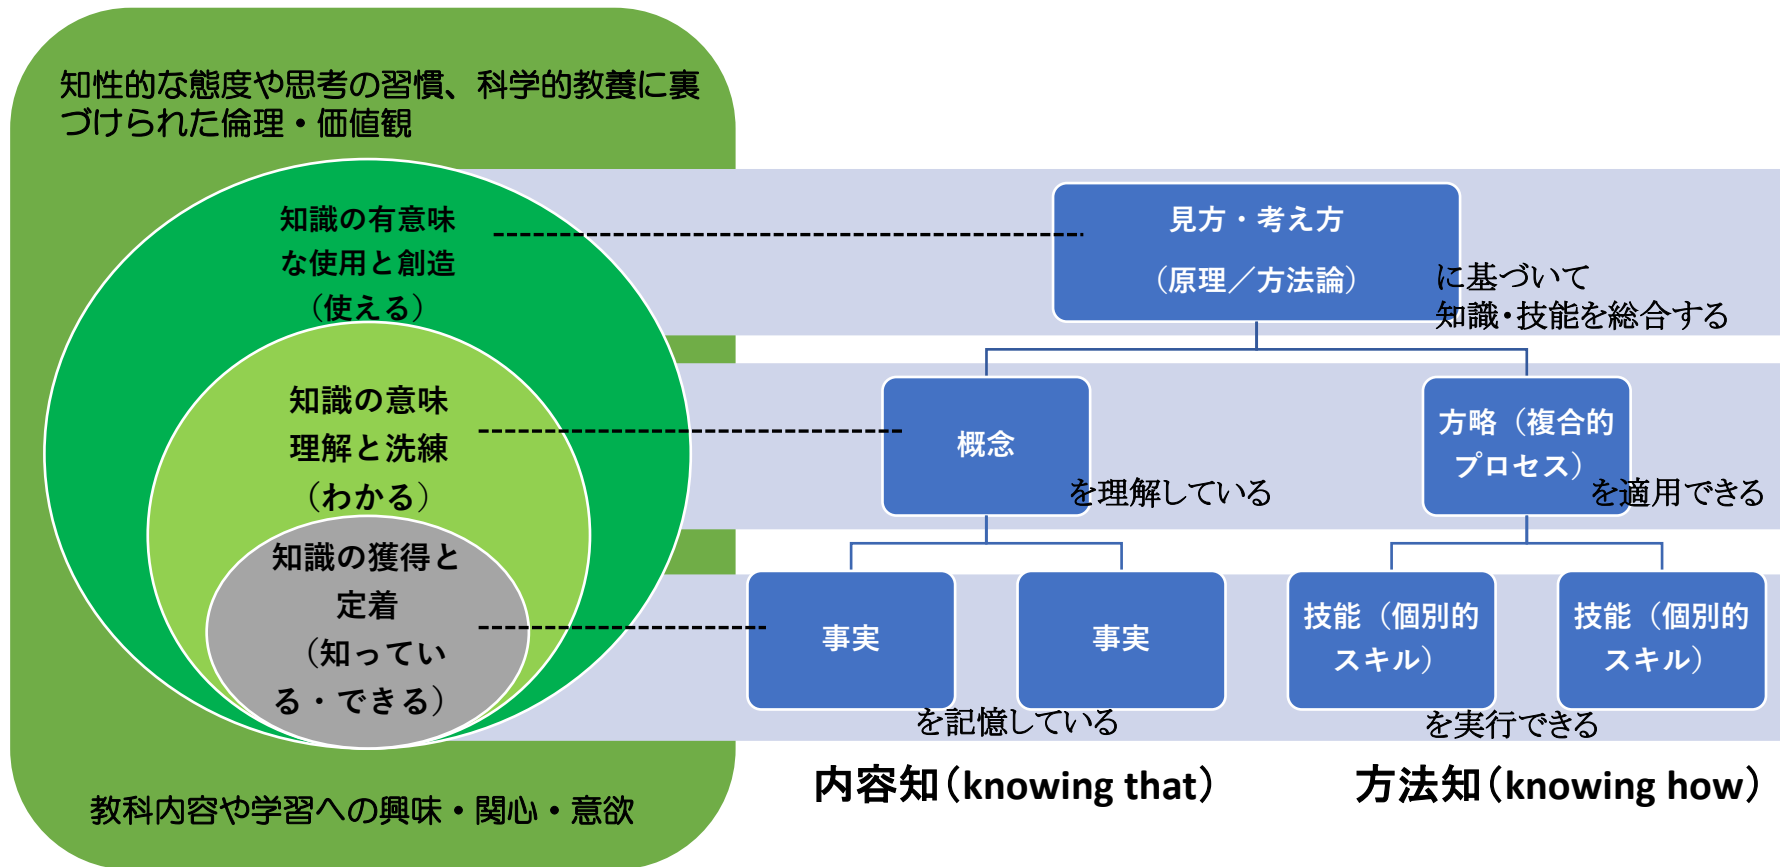 知性的な態度や思考の習慣、科学的教養に裏
づけられた倫理・価値観
知識の有意味
な使用と創造
（使える）
知識の意味
理解と洗練
（わかる）
知識の獲得と
定着
（知ってい
る・できる）
教科内容や学習への興味・関心・意欲
見方・考え方
（原理／方法論）
に基づいて
知識・技能を総合する
概念
を理解している
方略（複合的
プロセス）
を適用できる
事実
事実
を記憶している
技能（個別的
スキル）
技能（個別的
スキル）
を実行できる
内容知（knowing that）
方法知（knowing how）